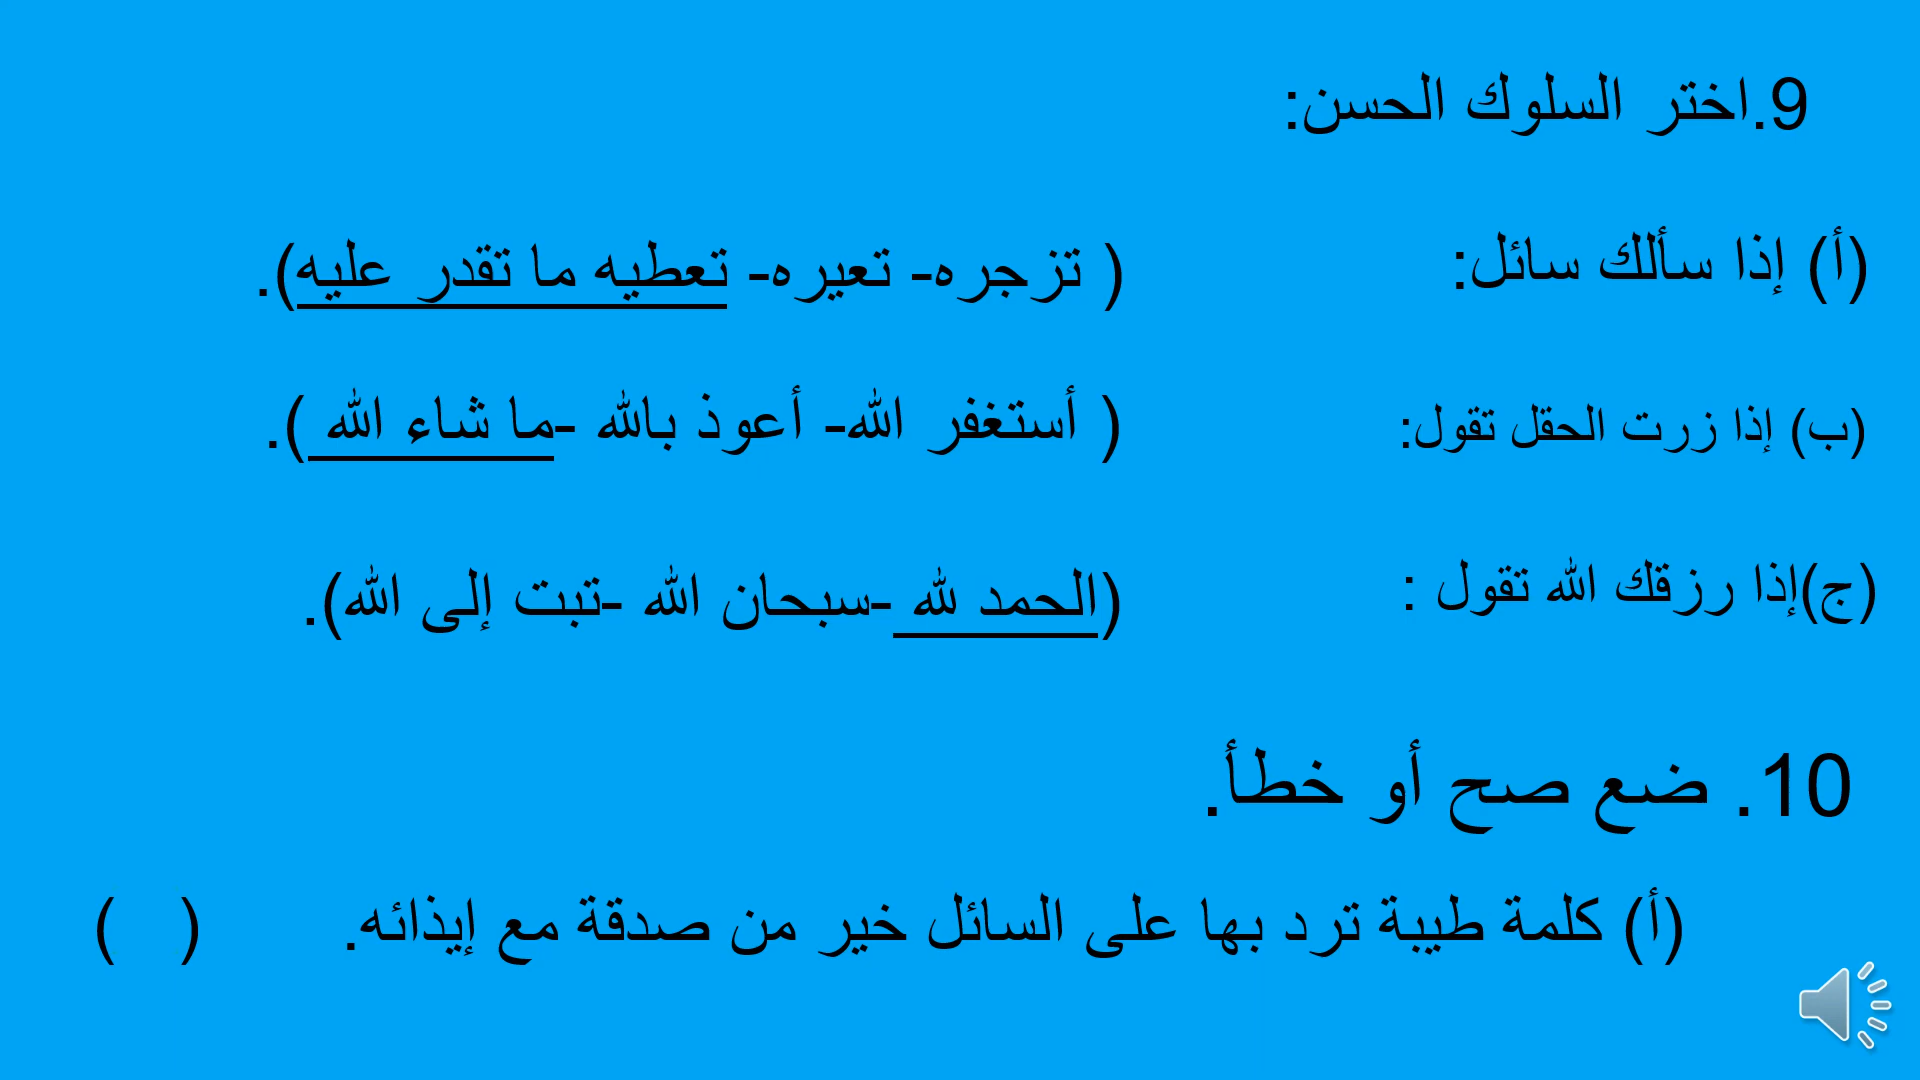 9.اختر السلوك الحسن:
(أ) إذا سألك سائل: ( تزجره- تعيره- تعطيه ما تقدر عليه).
(ب) إذا زرت الحقل تقول: ( أستغفر الله- أعوذ بالله -ما شاء الله ).
(ج)إذا رزقك الله تقول : (الحمد لله -سبحان الله -تبت إلى الله).
10. ضع صح أو خطأ.
(أ) كلمة طيبة ترد بها على السائل خير من صدقة مع إيذائه. ( )